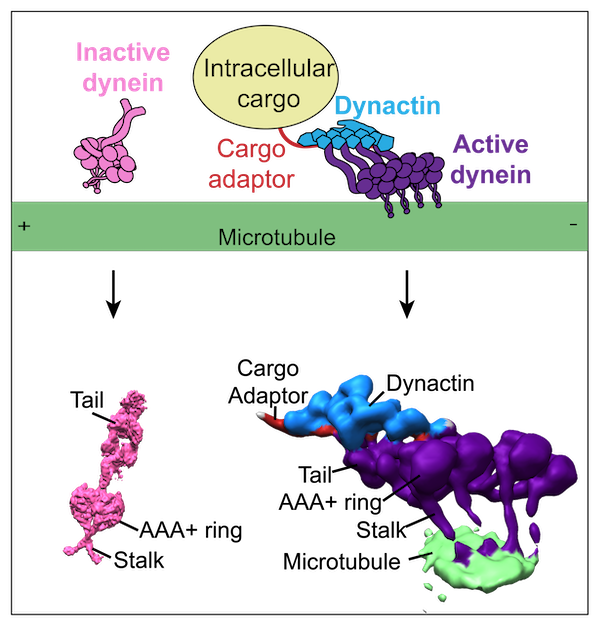 Inactive
dynein
Intracellular
cargo
Dynactin
Cargo
adaptor
Active
dynein
+
-
Microtubule
Tail
AAA+ ring
Stalk
Cargo
Adaptor
Dynactin
Tail
AAA+ ring
Stalk
Microtubule